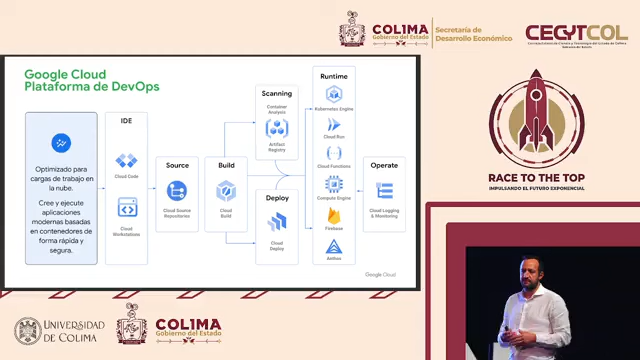 COLIMA
Gobierno del Estado
Secretaría de
Desarrollo Económico
CECYTCOL
Google Cloud
Plataforma de DevOps
Optimizado para
cargas de trabajo en
la nube.
Cree y ejecute
aplicaciones
modernas basadas
en contenedores de
forma rápida y
segura.
IDE
Cloud Code
Cloud
Workstations
Source
Cloud Source
Repositories
Build
Cloud
Build
Scanning
Container
Analysis
Artifact
Registry
Deploy
Cloud
Deploy
Runtime
Kubernetes Engine
Cloud Run
Cloud Functions
Compute Engine
Firebase
Anthos
Operate
Cloud Logging
& Monitoring
Google Cloud
RACE TO THE TOP
IMPULSANDO EL FUTURO EXPONENCIAL
UNIVERSIDAD
DE COLIMA
COLIMA
Gobierno del Estado